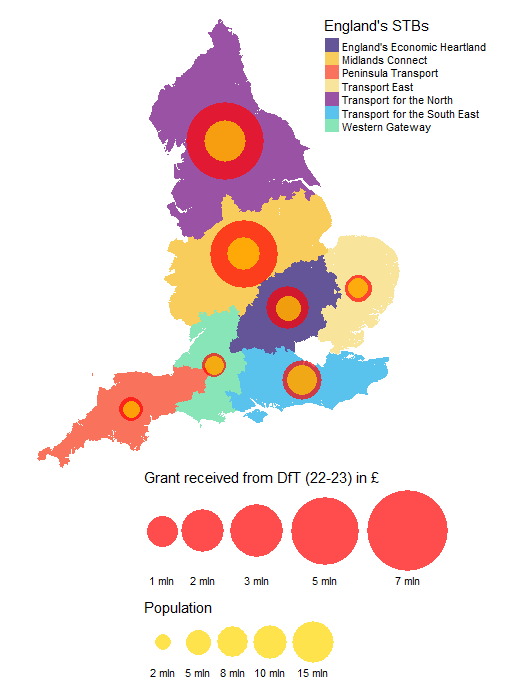 England's STBs
England's Economic Heartland
Midlands Connect
Peninsula Transport
Transport East
Transport for the North
Transport for the South East
Western Gateway
Grant received from DfT (22-23) in £
1 mln 2 mln 3 mln 5 mln 7 mln
Population
2 mln 5 mln 8 mln 10 mln 15 mln